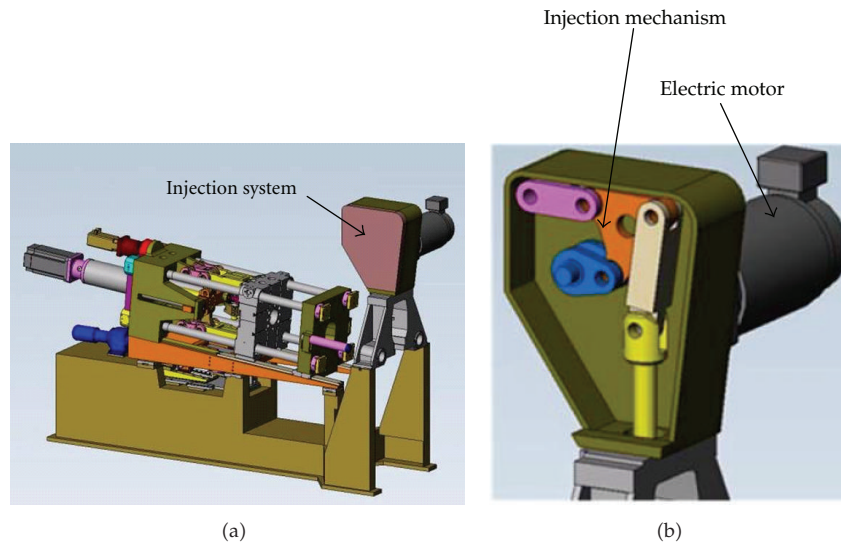 Injection mechanism
Electric motor
Injection system
(a)
(b)